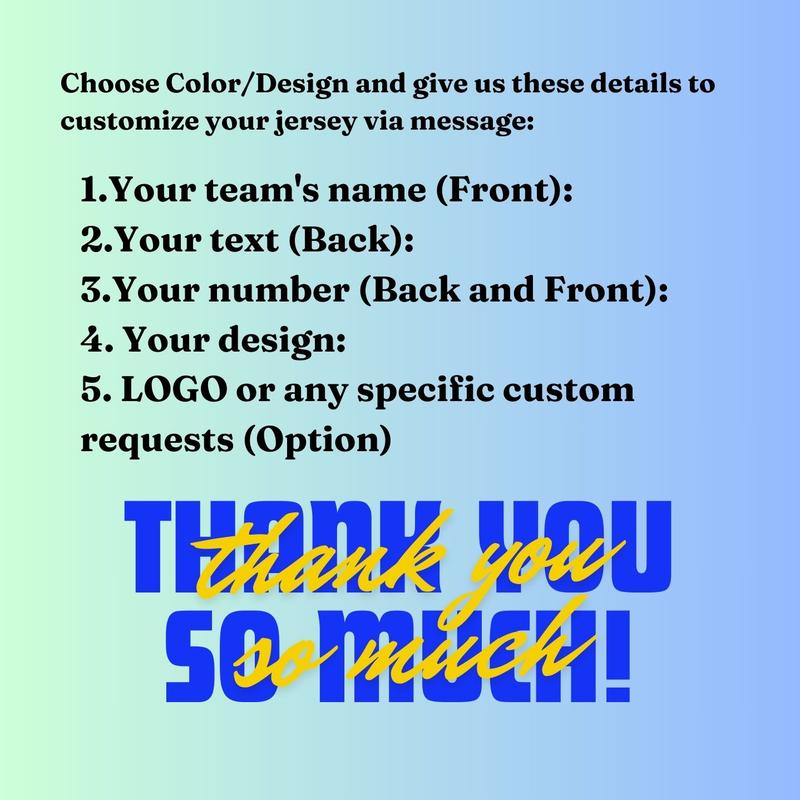 Choose Color/Design and give us these details to
customize your jersey via message:
1.Your team's name (Front):
2.Your text (Back):
3.Your number (Back and Front):
4. Your design:
5. LOGO or any specific custom
requests (Option)
THANK YOU
thank you
SO MUCH!
so much